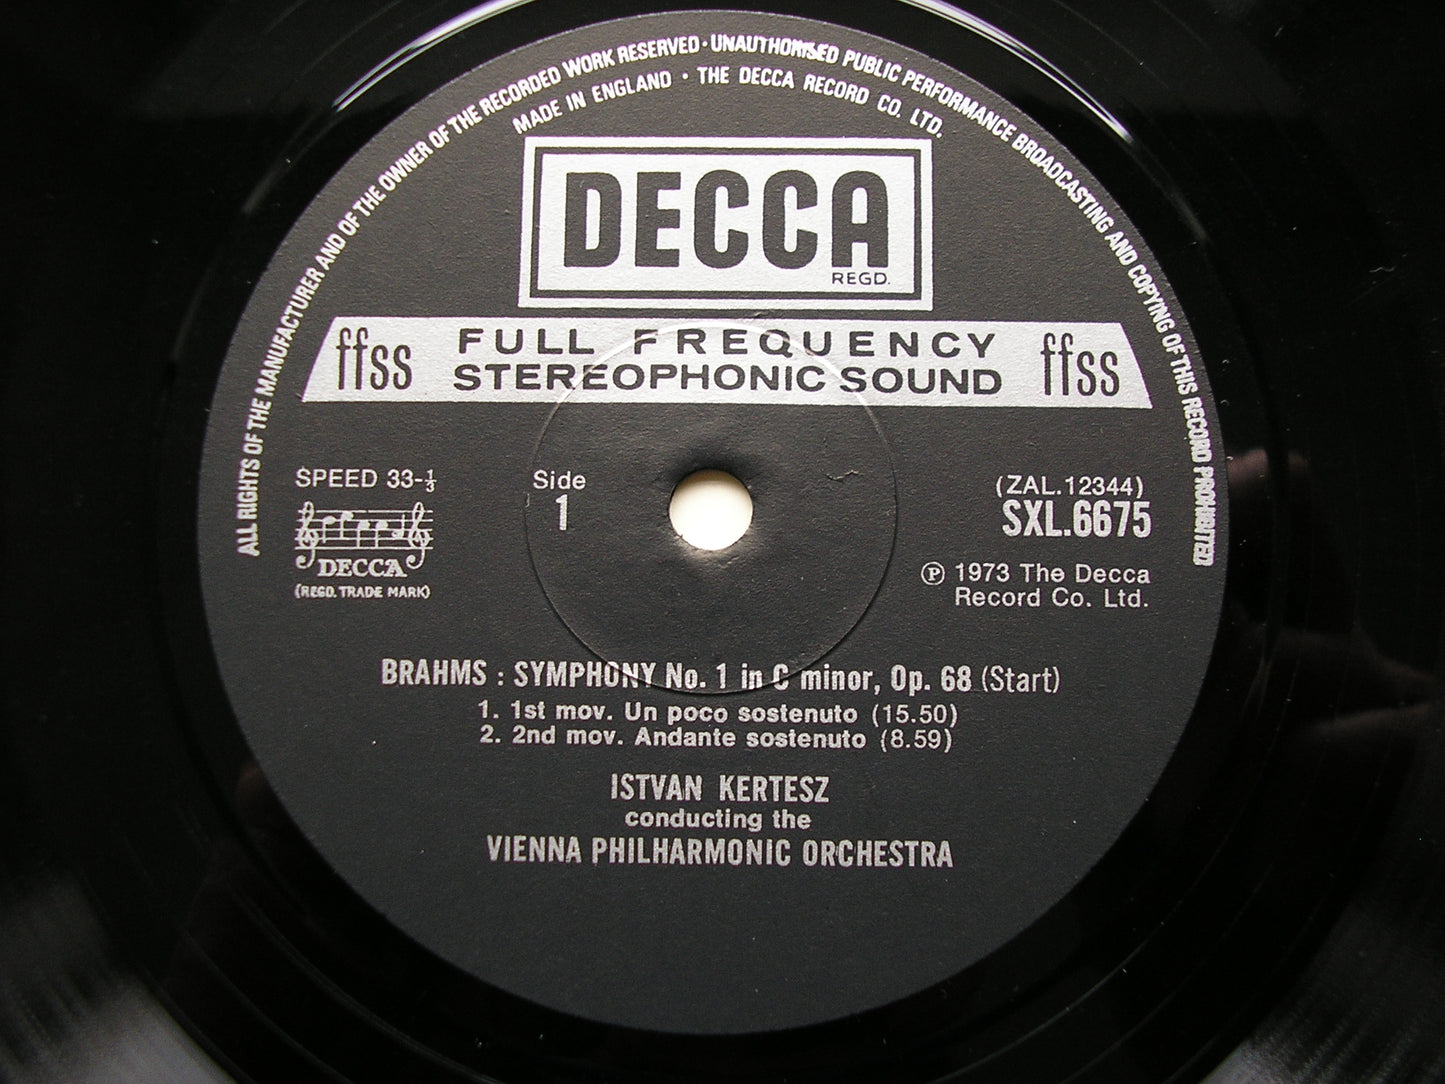 ALL RIGHTS OF THE MANUFACTURER AND OF THE OWNER OF THE RECORDED WORK RESERVED · UNAUTHORISED PUBLIC PERFORMANCE BROADCASTING AND COPYING OF THIS RECORD PROHIBITED
MADE IN ENGLAND · THE DECCA RECORD CO. LTD.
DECCA
REGD.
ffss FULL FREQUENCY STEREOPHONIC SOUND ffss
SPEED 33-⅓
Side
1
(ZAL.12344)
SXL.6675
DECCA
(REGD. TRADE MARK)
℗ 1973 The Decca
Record Co. Ltd.
BRAHMS : SYMPHONY No. 1 in C minor, Op. 68 (Start)
1. 1st mov. Un poco sostenuto (15.50)
2. 2nd mov. Andante sostenuto (8.59)
ISTVAN KERTESZ
conducting the
VIENNA PHILHARMONIC ORCHESTRA